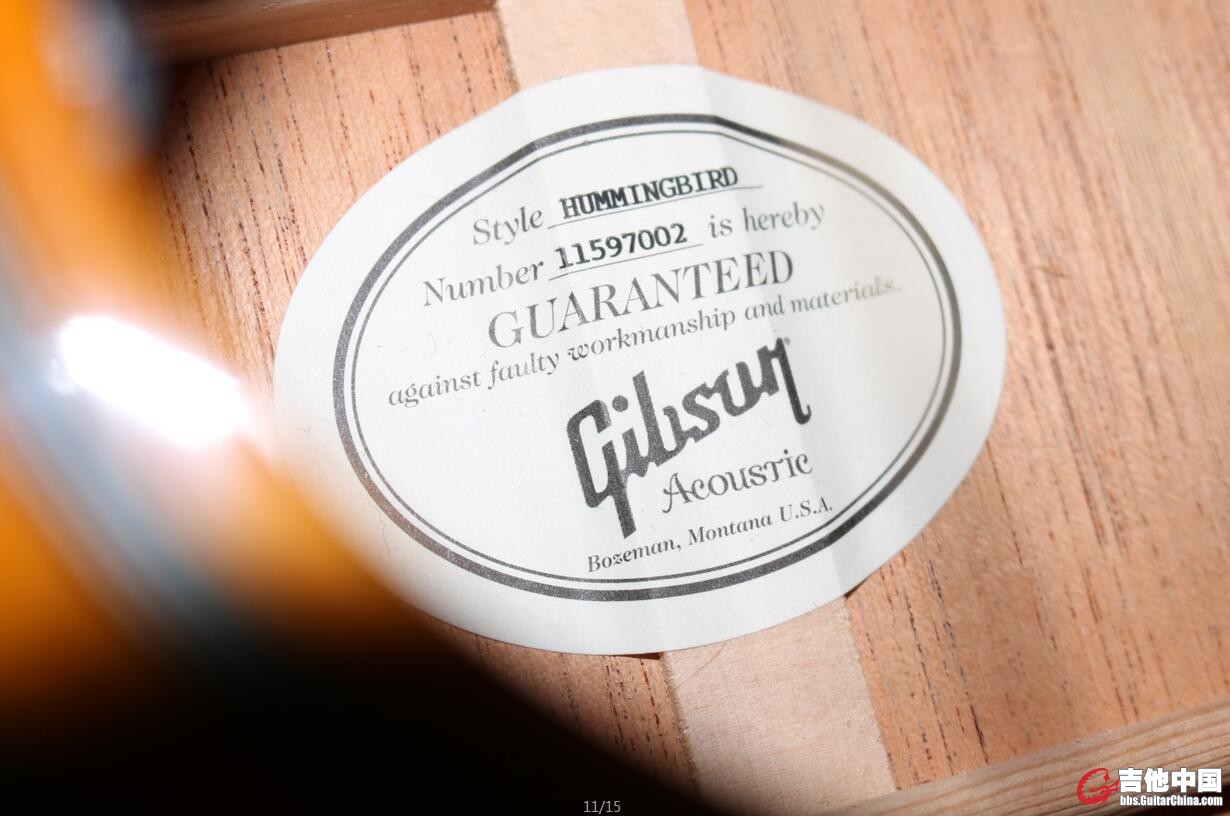 Style HUMMINGBIRD
Number 11597002 is hereby
GUARANTEED
against faulty workmanship and materials.
Gibson
Acoustic
Bozeman, Montana U.S.A.
11/15
吉他中国
bbs.GuitarChina.com